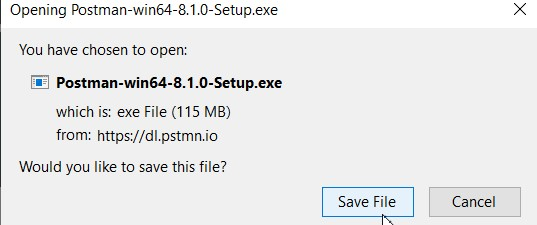 Opening Postman-win64-8.1.0-Setup.exe
You have chosen to open:
Postman-win64-8.1.0-Setup.exe
which is: exe File (115 MB)
from: https://dl.pstmn.io
Would you like to save this file?
Save File
Cancel